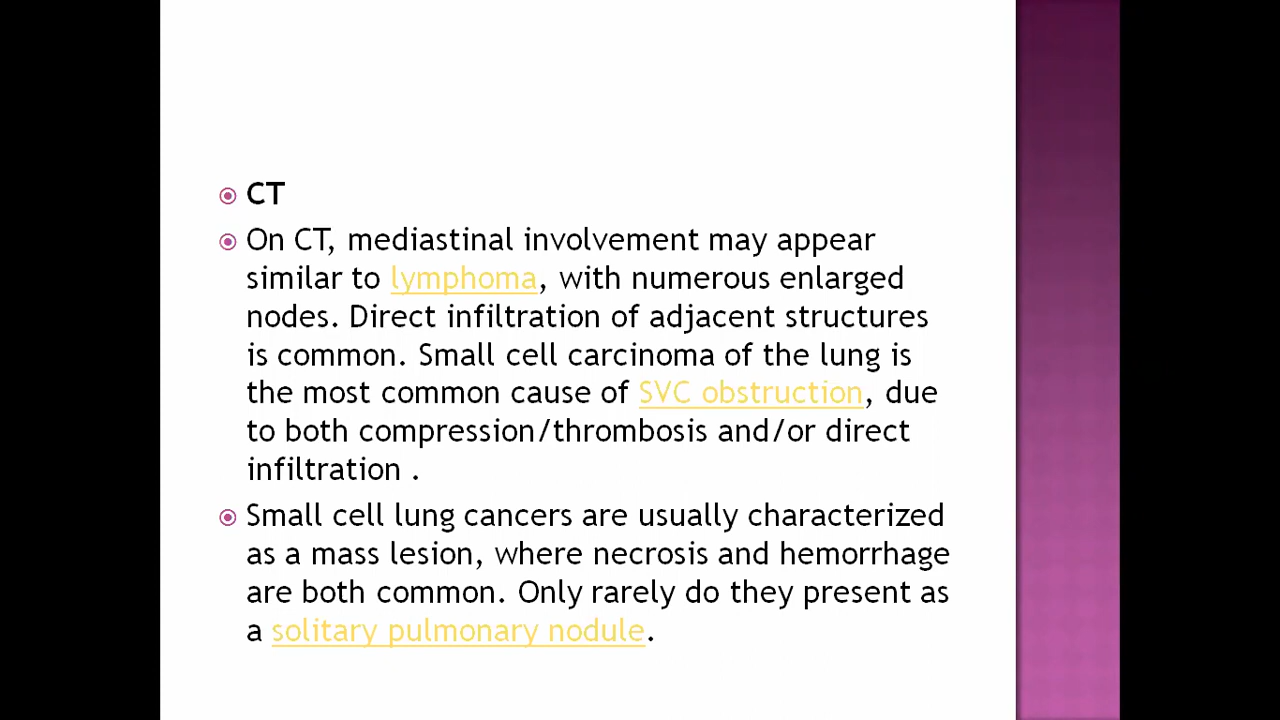 CT
On CT, mediastinal involvement may appear
similar to lymphoma, with numerous enlarged
nodes. Direct infiltration of adjacent structures
is common. Small cell carcinoma of the lung is
the most common cause of SVC obstruction, due
to both compression/thrombosis and/or direct
infiltration .
Small cell lung cancers are usually characterized
as a mass lesion, where necrosis and hemorrhage
are both common. Only rarely do they present as
a solitary pulmonary nodule.